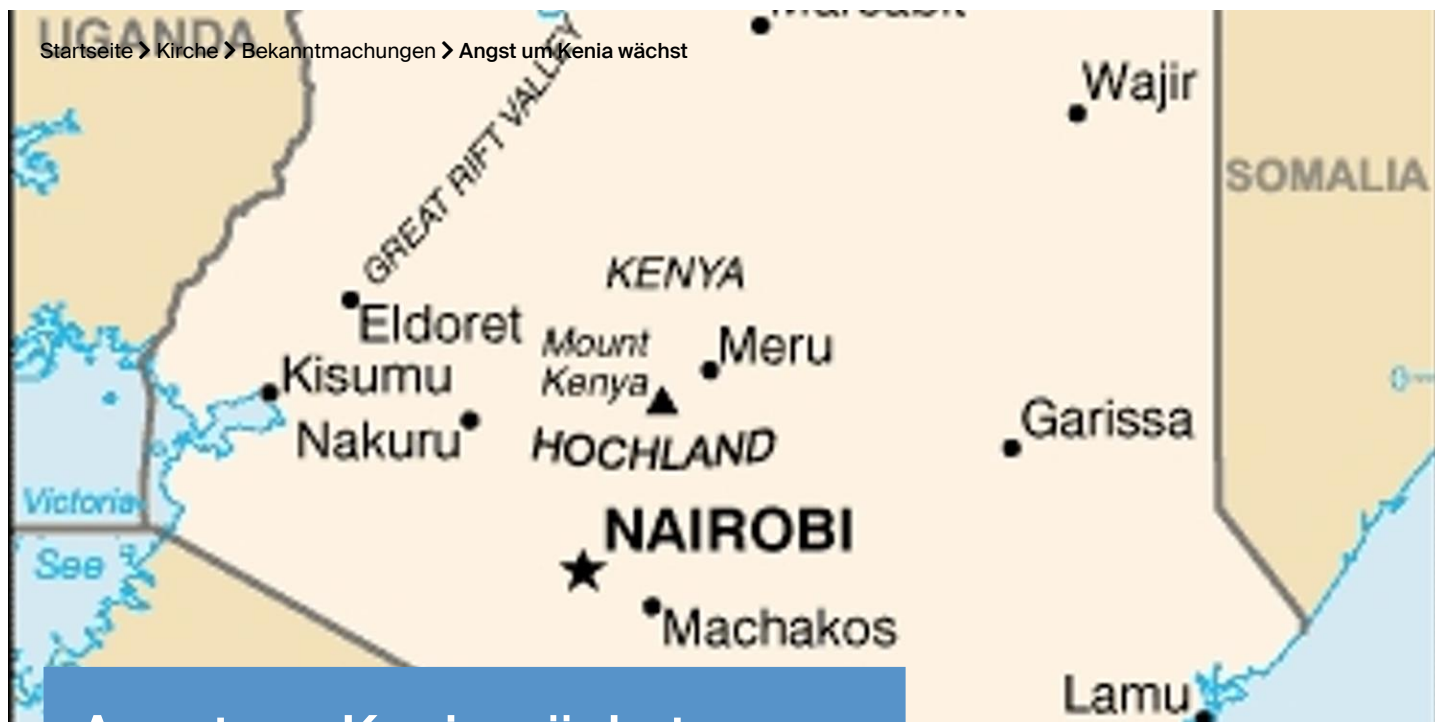 UGANDA
Startseite > Kirche > Bekanntmachungen > Angst um Kenia wächst
Wajir
GREAT RIFT VALLEY
SOMALIA
KENYA
Eldoret
Mount
Kenya
Meru
Kisumu
Nakuru
HOCHLAND
Garissa
0
Victoria
See
NAIROBI
Machakos
Lamu